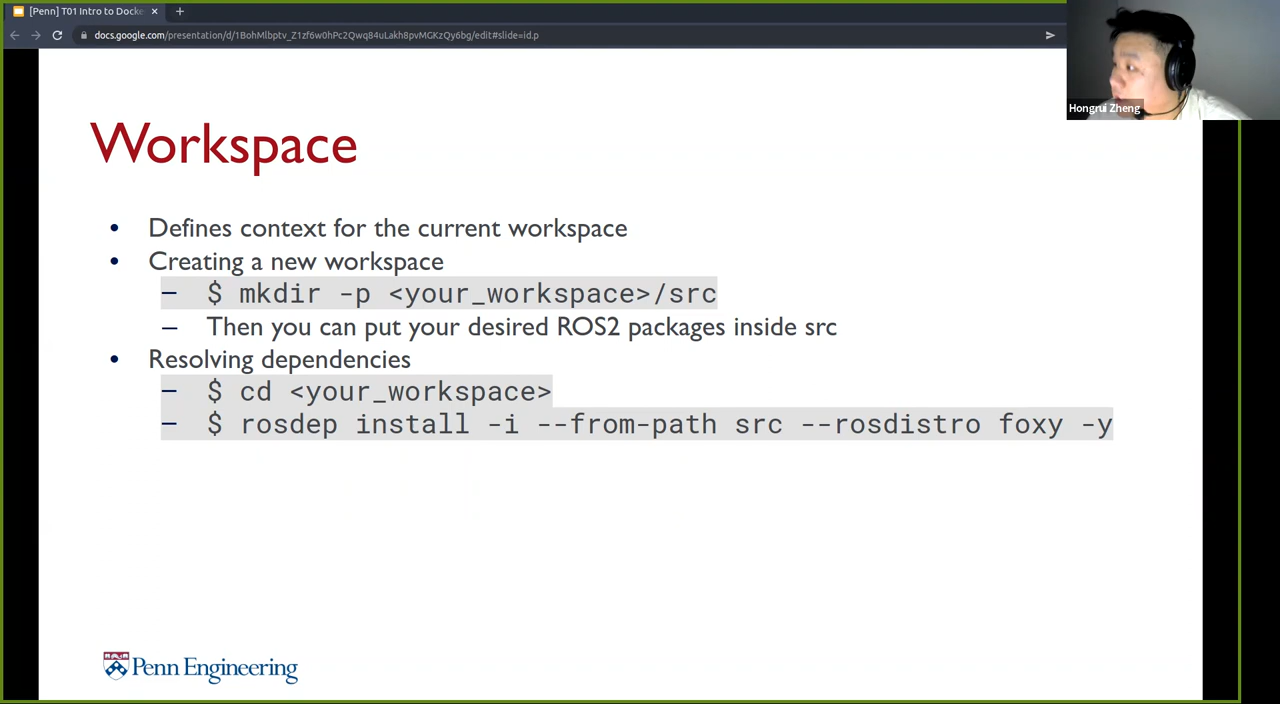 [Penn] T01 Intro to Docke
docs.google.com/presentation/d/1BohMlbptv_Z1zf6w0hPc2Qwq84uLakh8pvMGKzQy6bg/edit#slide=id.p
Hongrui Zheng
Workspace
• Defines context for the current workspace
• Creating a new workspace
– $ mkdir -p <your_workspace>/src
– Then you can put your desired ROS2 packages inside src
• Resolving dependencies
– $ cd <your_workspace>
– $ rosdep install -i --from-path src --rosdistro foxy -y
Penn Engineering